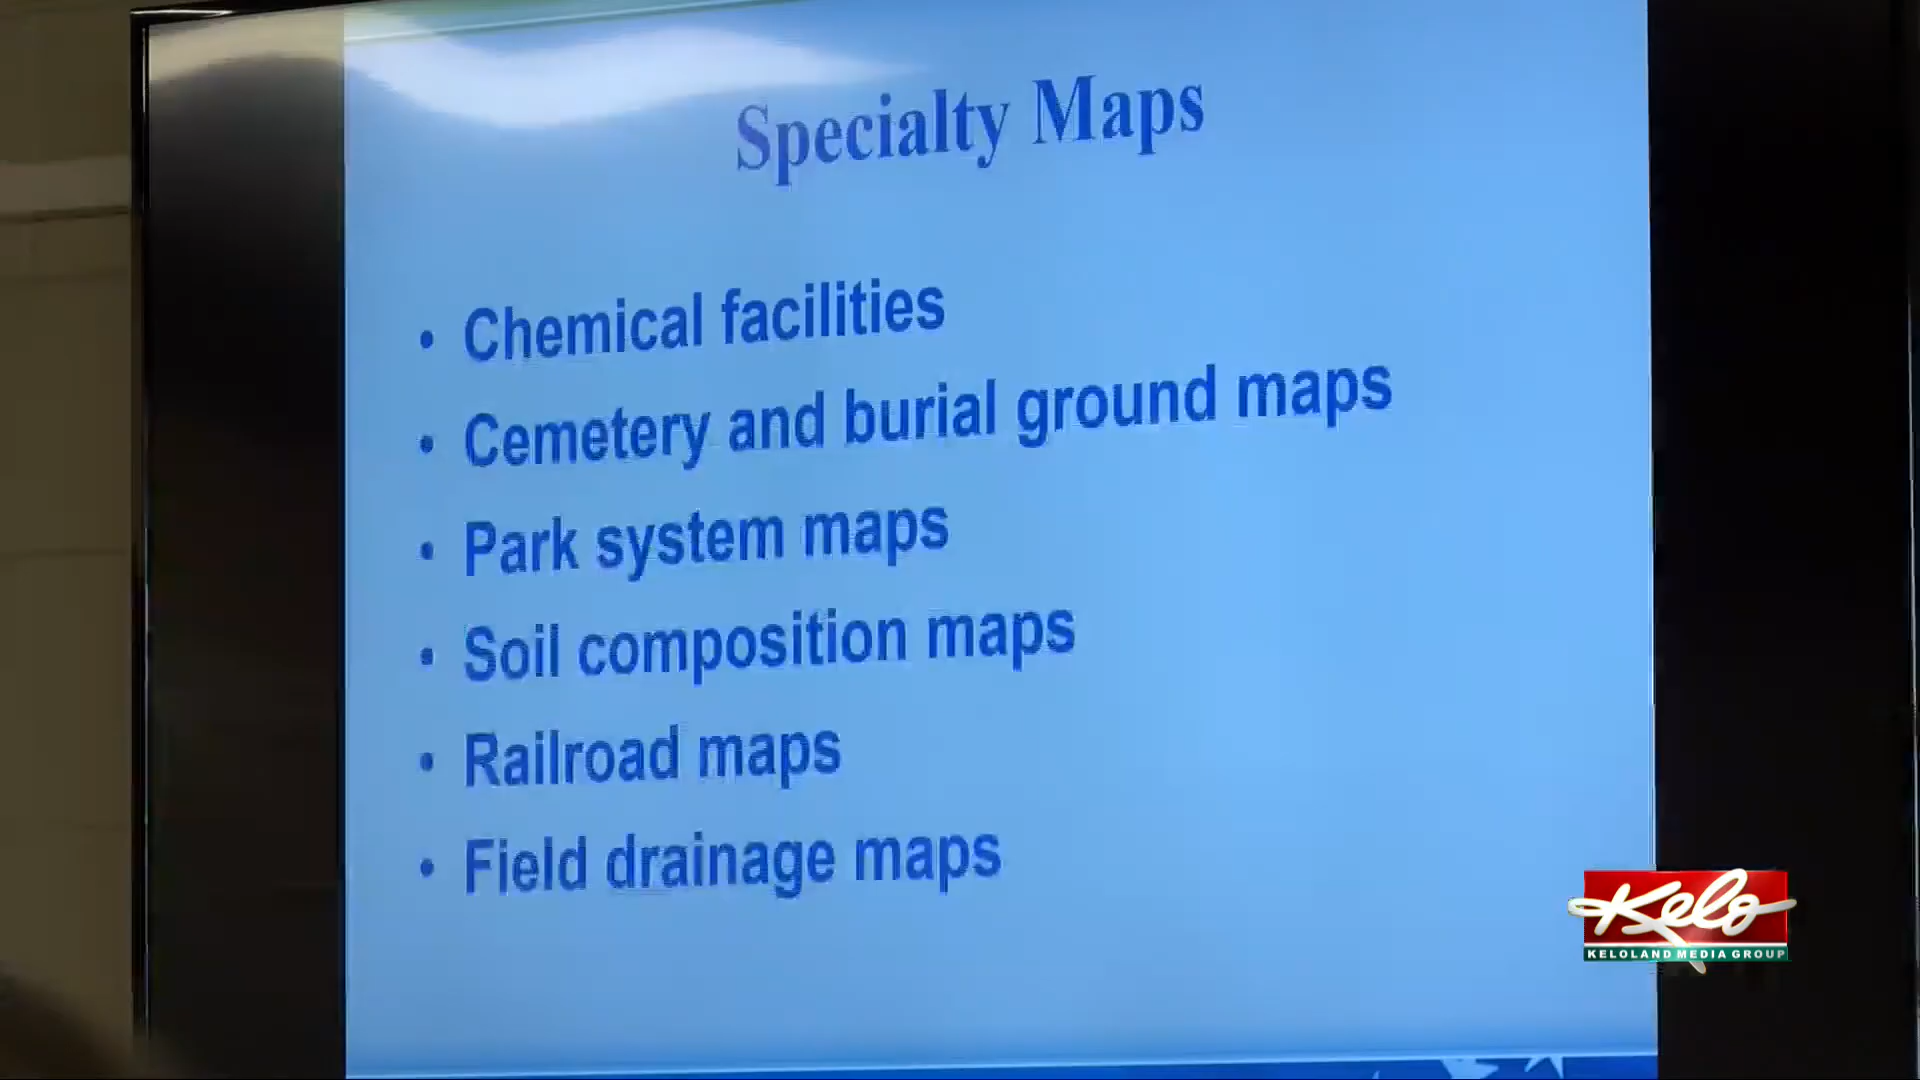 Specialty Maps
• Chemical facilities
• Cemetery and burial ground maps
• Park system maps
• Soil composition maps
• Railroad maps
• Field drainage maps
Kelo
KELOLAND MEDIA GROUP